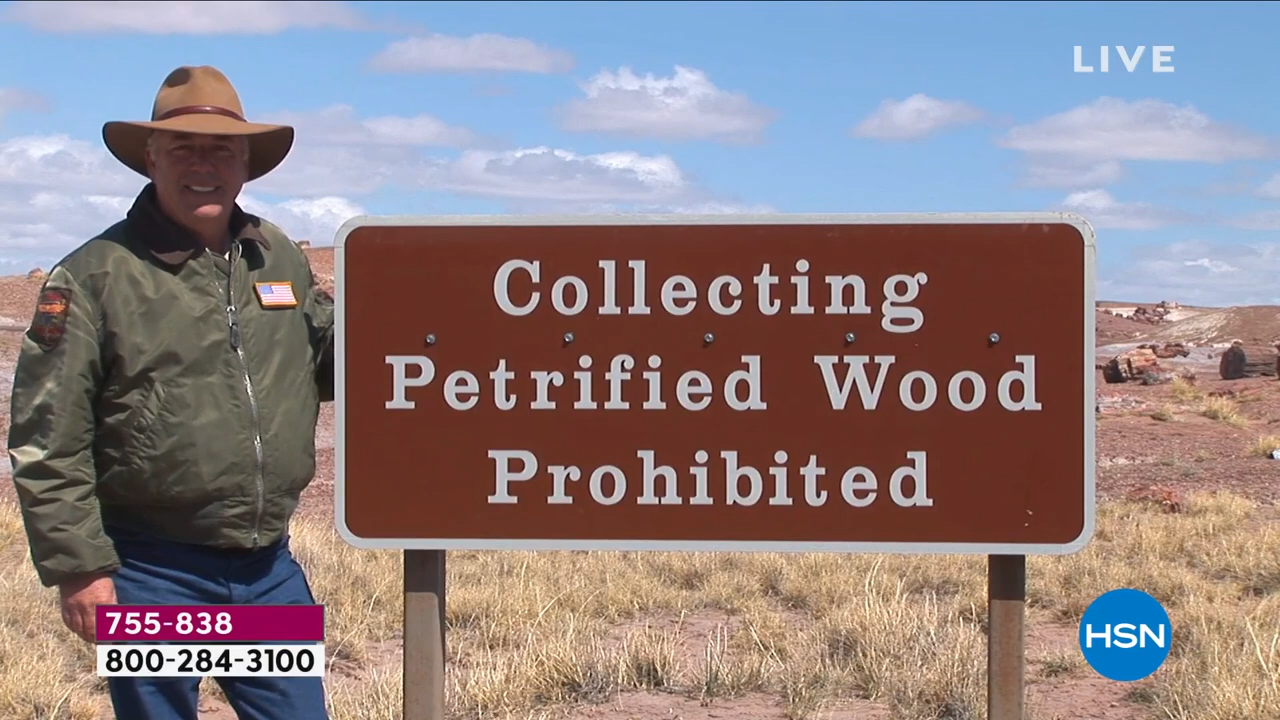 LIVE
Collecting
Petrified Wood
Prohibited
755-838
800-284-3100
HSN